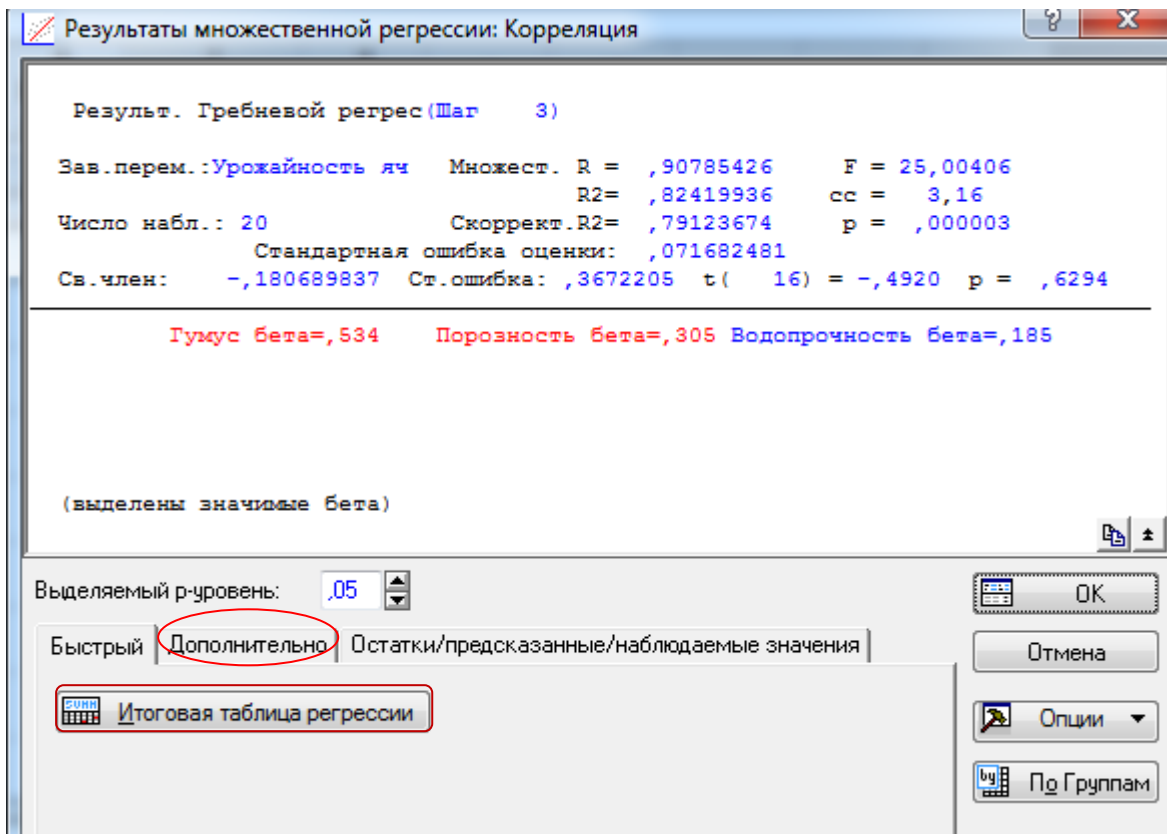 Результаты множественной регрессии: Корреляция
Результ. Гребневой регрес(Шаг 3)
Зав.перем.:Урожайность яч Множест. R = ,90785426 F = 25,00406
R2= ,82419936 сс = 3,16
Число набл.: 20 Скоррект.R2= ,79123674 p = ,000003
Стандартная ошибка оценки: ,071682481
Св.член: -,180689837 Ст.ошибка: ,3672205 t( 16) = -,4920 p = ,6294
Гумус бета=,534 Порозность бета=,305 Водопрочность бета=,185
(выделены значимые бета)
Выделяемый p-уровень: ,05
OK
Быстрый Дополнительно Остатки/предсказанные/наблюдаемые значения
Отмена
SUMM Итоговая таблица регрессии
Опции
by По Группам